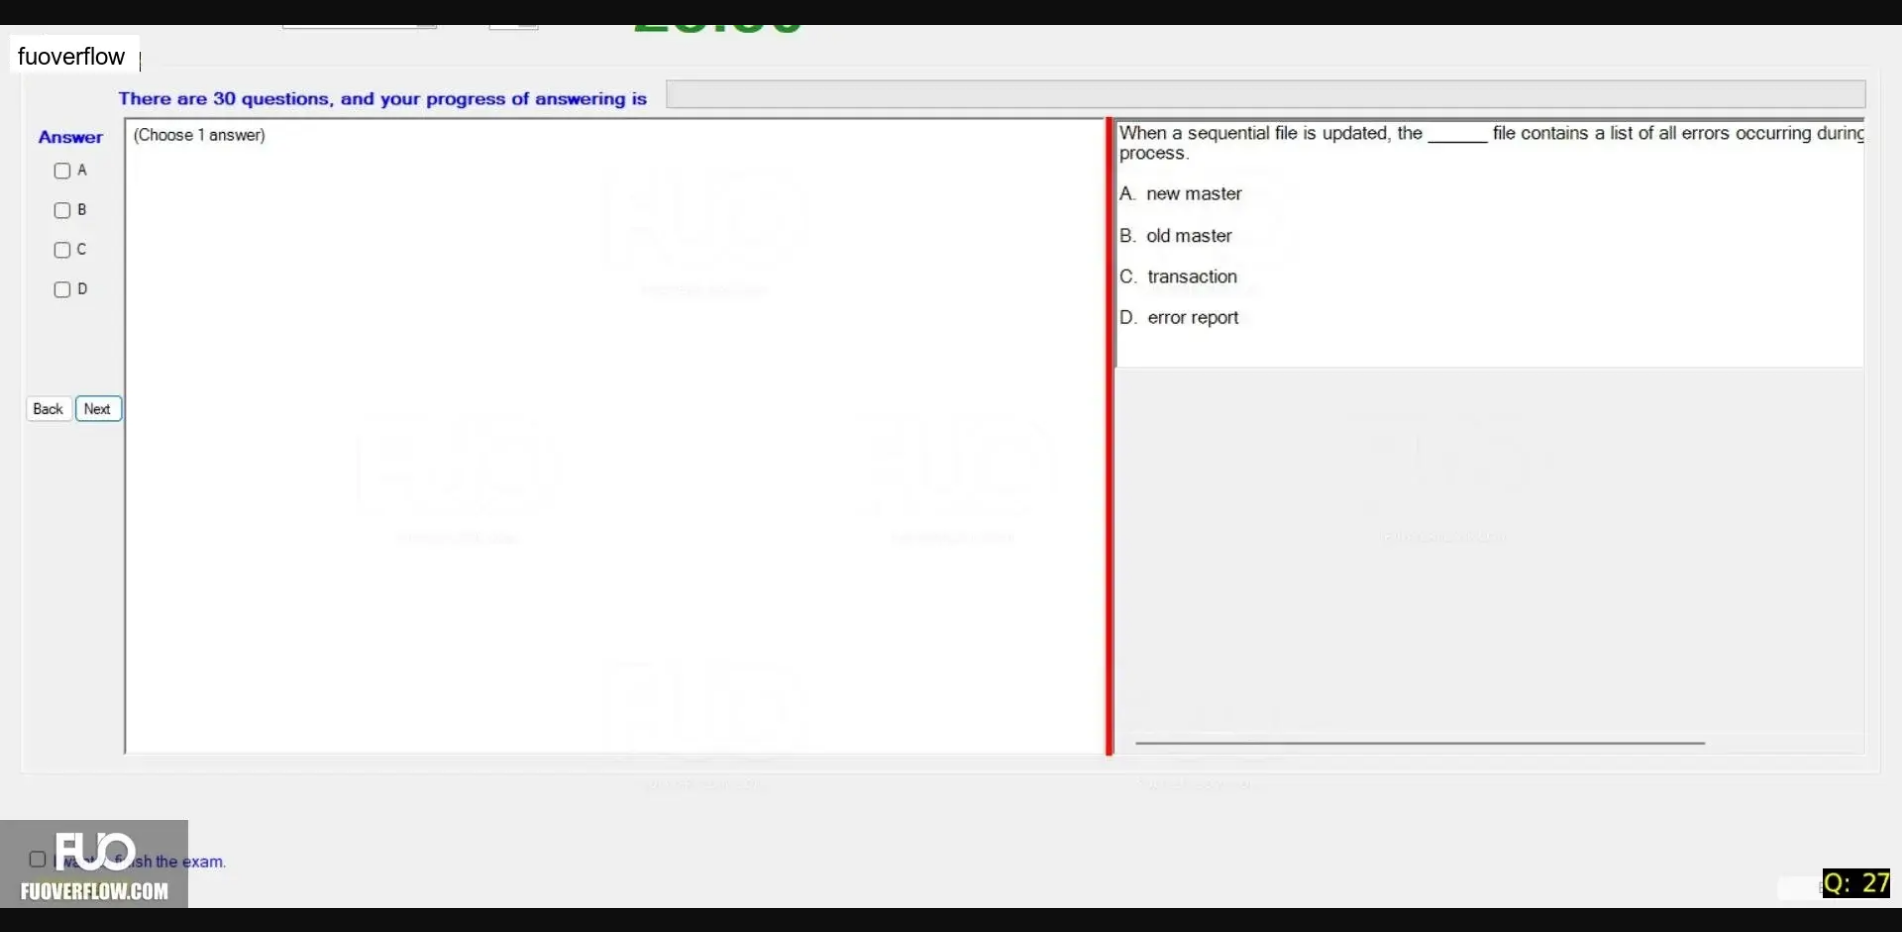 fuoverflow
There are 30 questions, and your progress of answering is
Answer
(Choose 1 answer)
A
B
C
D
Back Next
When a sequential file is updated, the ______ file contains a list of all errors occurring during
process.
A. new master
B. old master
C. transaction
D. error report
FUO
sh the exam.
FUOVERFLOW.COM
Q: 27